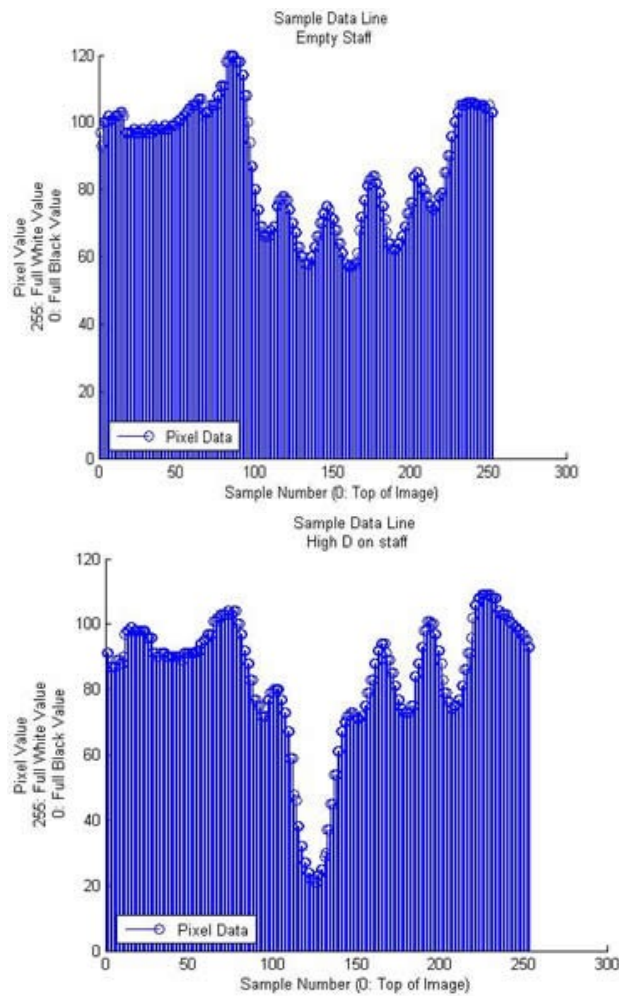 Sample Data Line
Empty Staff
120
100
80
60
40
20
0
Pixel Value
255: Full White Value
0: Full Black Value
Pixel Data
0
50
100
150
200
250
300
Sample Number (0: Top of Image)
Sample Data Line
High D on staff
120
100
80
60
40
20
0
Pixel Value
255: Full White Value
0: Full Black Value
Pixel Data
0
50
100
150
200
250
300
Sample Number (0: Top of Image)